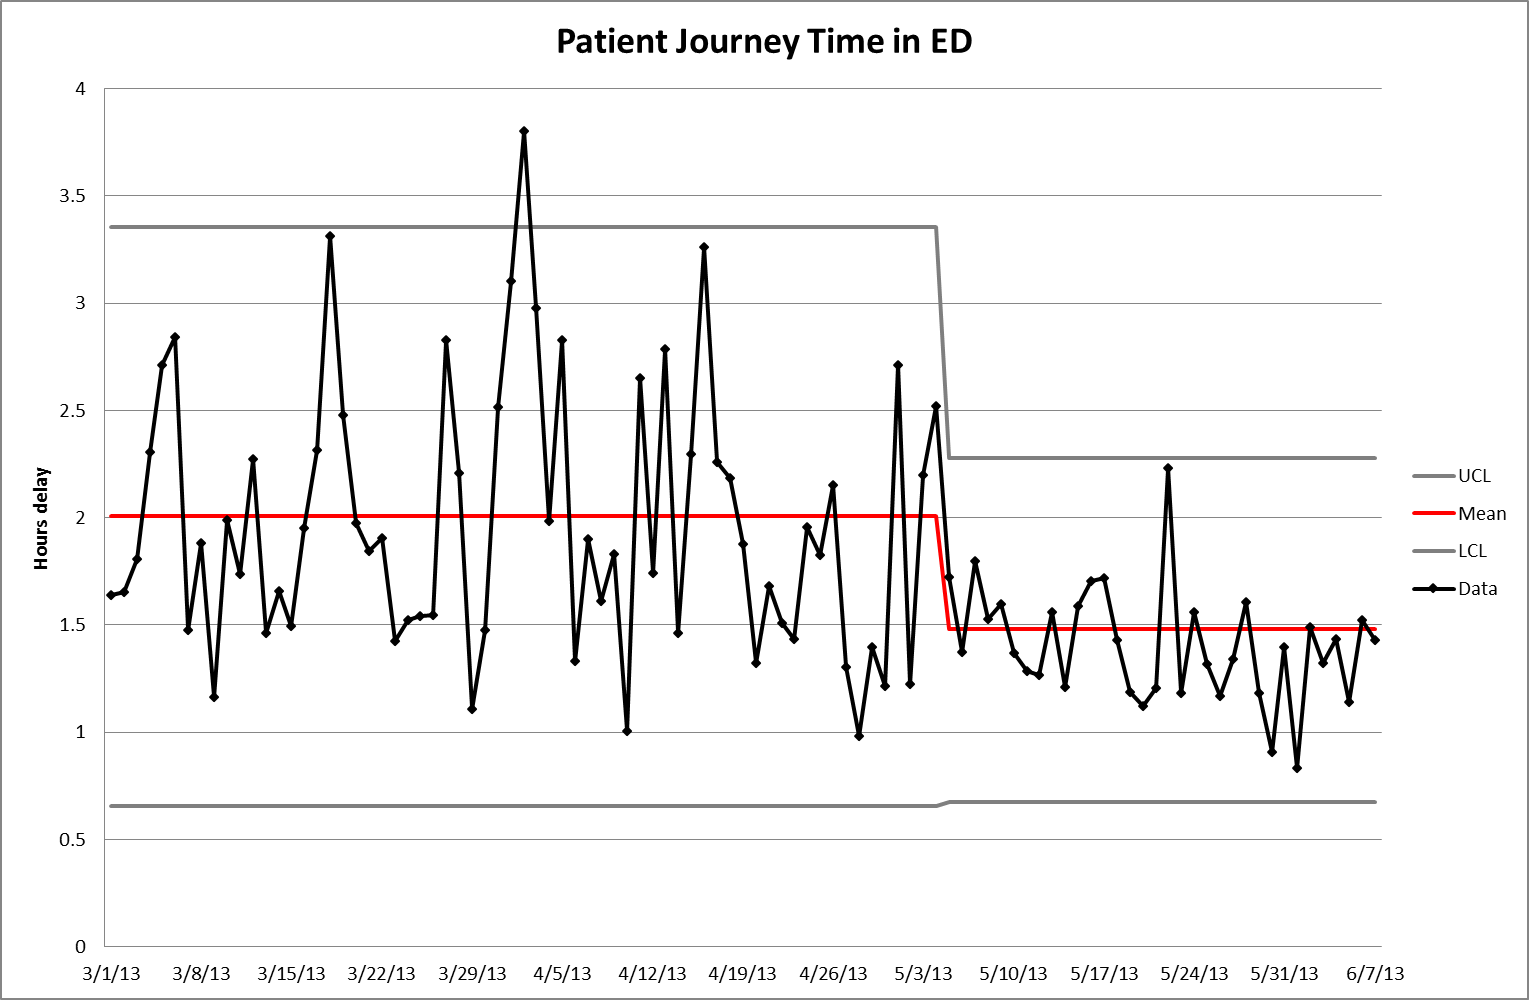 Patient Journey Time in ED
4
3.5
3
2.5
2
1.5
1
0.5
0
Hours delay
UCL
Mean
LCL
Data
3/1/13 3/8/13 3/15/13 3/22/13 3/29/13 4/5/13 4/12/13 4/19/13 4/26/13 5/3/13 5/10/13 5/17/13 5/24/13 5/31/13 6/7/13